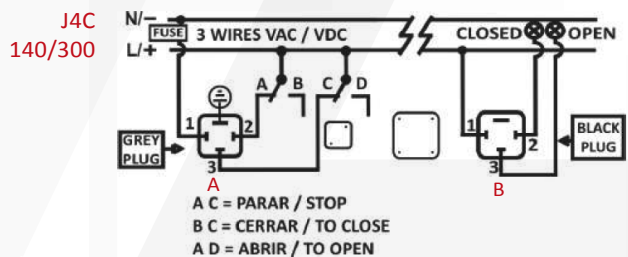 J4C
140/300
N/–
FUSE
3 WIRES VAC / VDC
L/+
CLOSED
OPEN
A B C D
1 2
3
GREY
PLUG
A
1 2
3
BLACK
PLUG
B
A C = PARAR / STOP
B C = CERRAR / TO CLOSE
A D = ABRIR / TO OPEN